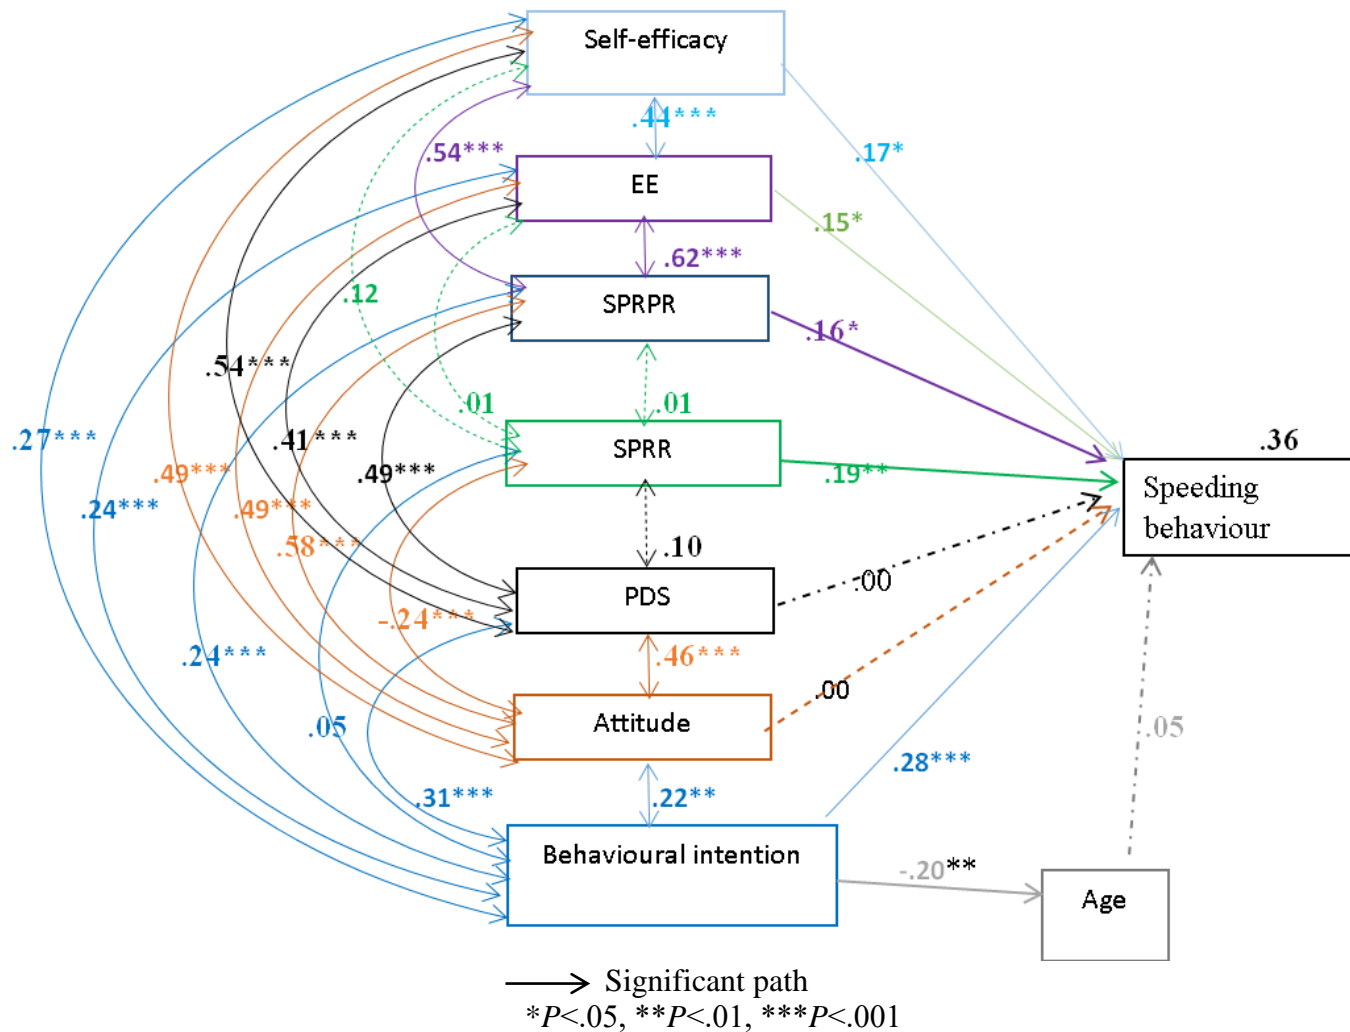 Self-efficacy
.44***
.17*
.54***
EE
.15*
.62***
.12
SPRPR
.16*
.54***
.01
.01
.27***
.41***
SPRR
.36
.49***
.49***
.19**
Speeding
behaviour
.24***
.49***
.58***
.10
PDS
.00
-.24***
.24***
.46***
.00
.05
Attitude
.05
.28***
.31***
.22**
Behavioural intention
-.20**
Age
Significant path
*P<.05, **P<.01, ***P<.001